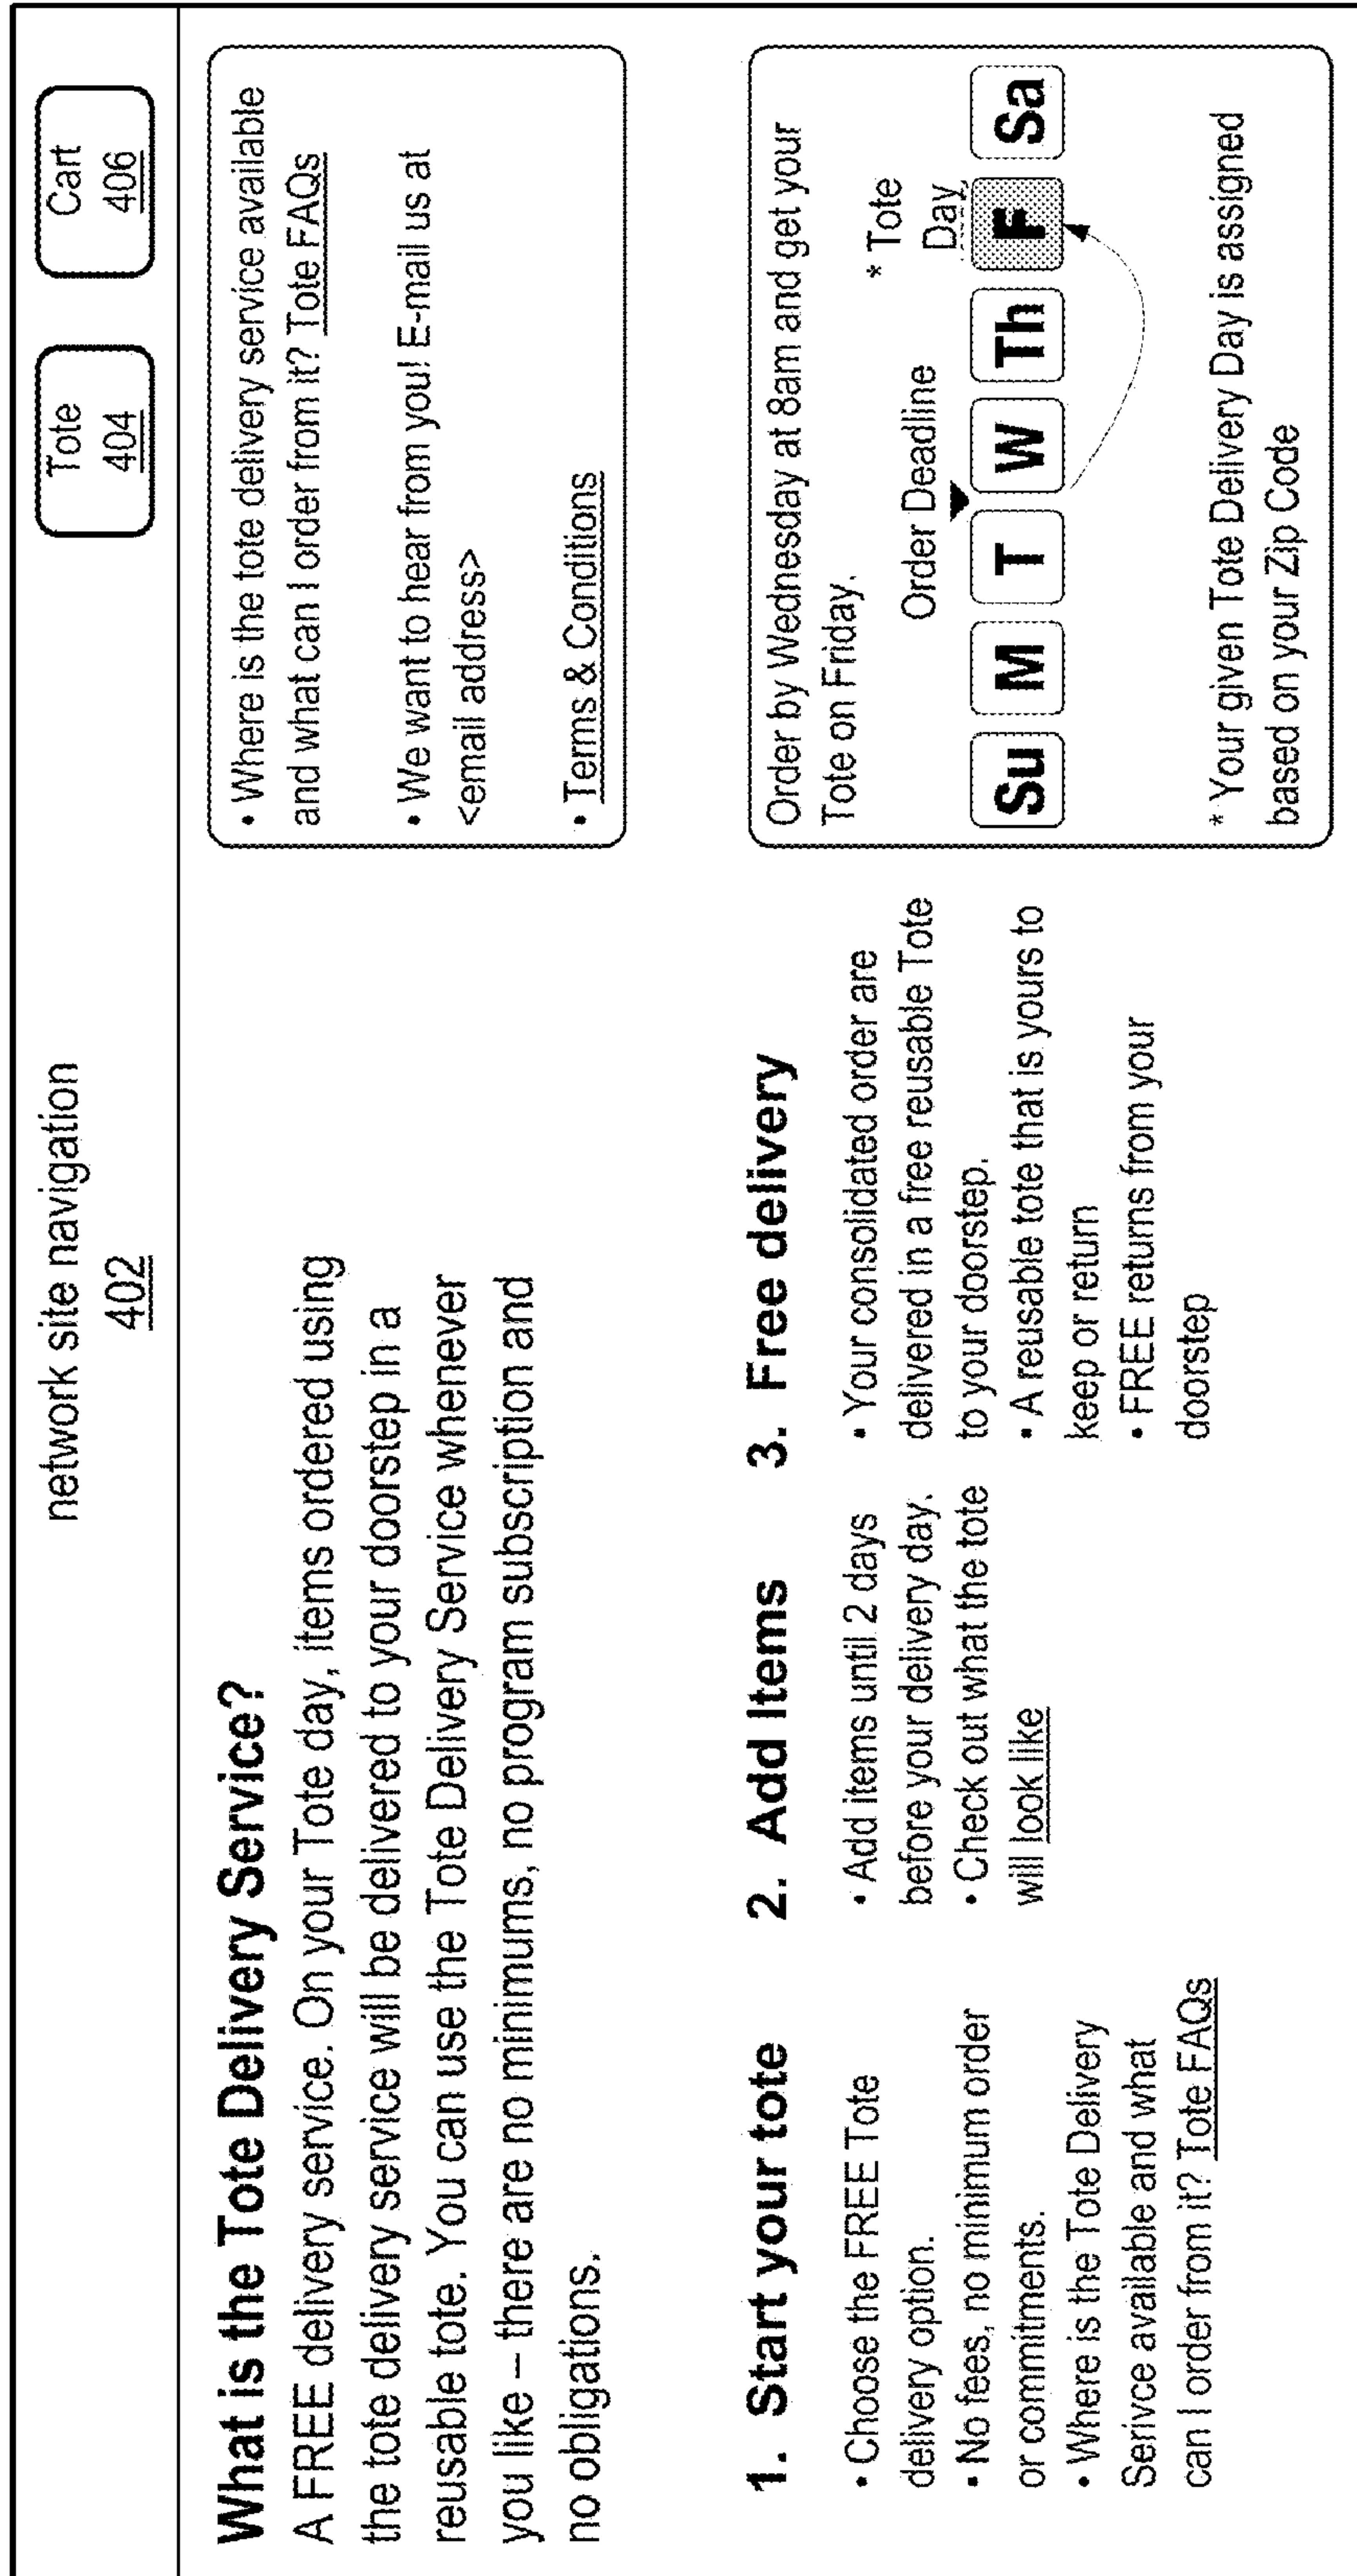 network site navigation
402
Tote
404
Cart
406
What is the Tote Delivery Service?
A FREE delivery service. On your Tote day, items ordered using
the tote delivery service will be delivered to your doorstep in a
reusable tote. You can use the Tote Delivery Service whenever
you like – there are no minimums, no program subscription and
no obligations.
• Where is the tote delivery service available
and what can I order from it? Tote FAQs
• We want to hear from you! E-mail us at
<email address>
• Terms & Conditions
1. Start your tote
• Choose the FREE Tote
delivery option.
• No fees, no minimum order
or commitments.
• Where is the Tote Delivery
Serivce available and what
can I order from it? Tote FAQs
2. Add Items
• Add items until 2 days
before your delivery day.
• Check out what the tote
will look like
3. Free delivery
• Your consolidated order are
delivered in a free reusable Tote
to your doorstep.
• A reusable tote that is yours to
keep or return
• FREE returns from your
doorstep
Order by Wednesday at 8am and get your
Tote on Friday.
* Tote
Day
Order Deadline
Su M T W Th F Sa
* Your given Tote Delivery Day is assigned
based on your Zip Code